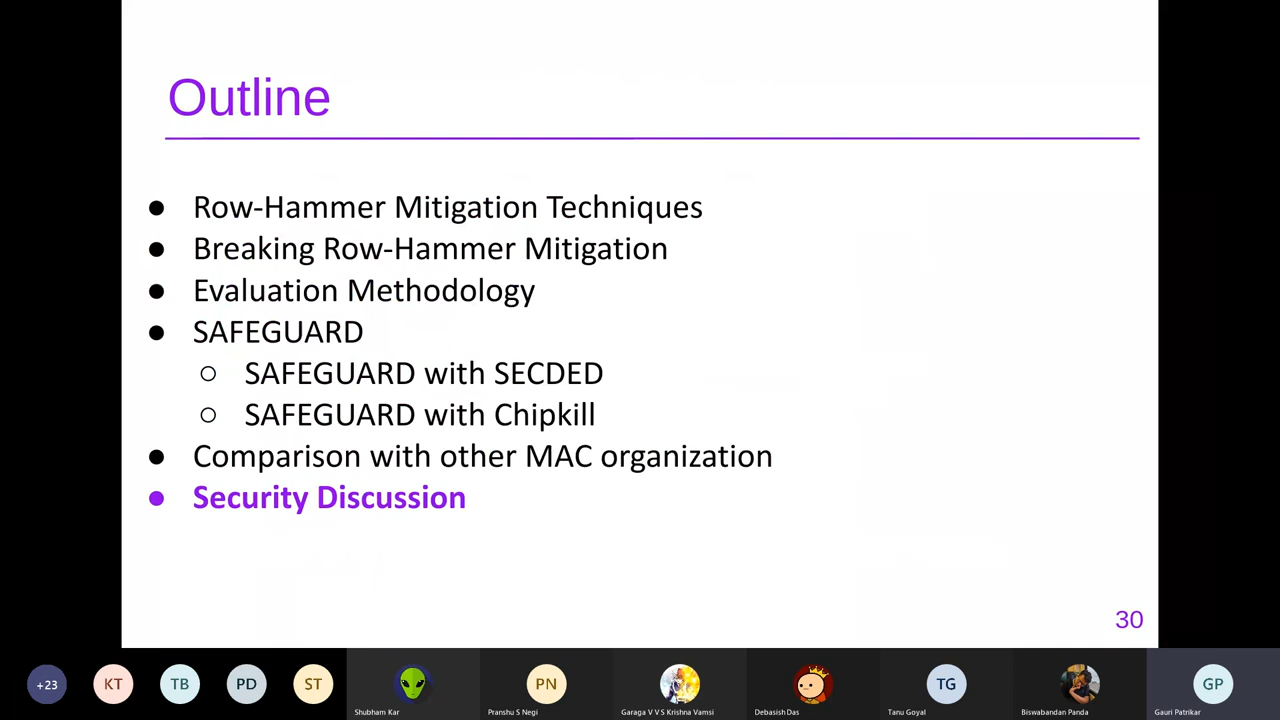 Outline
● Row-Hammer Mitigation Techniques
● Breaking Row-Hammer Mitigation
● Evaluation Methodology
● SAFEGUARD
○ SAFEGUARD with SECDED
○ SAFEGUARD with Chipkill
● Comparison with other MAC organization
● Security Discussion
30
+23 KT TB PD ST PN TG GP
Shubham Kar Pranshu S Negi Garaga V V S Krishna Vamsi Debasish Das Tanu Goyal Biswabandan Panda Gauri Patrikar